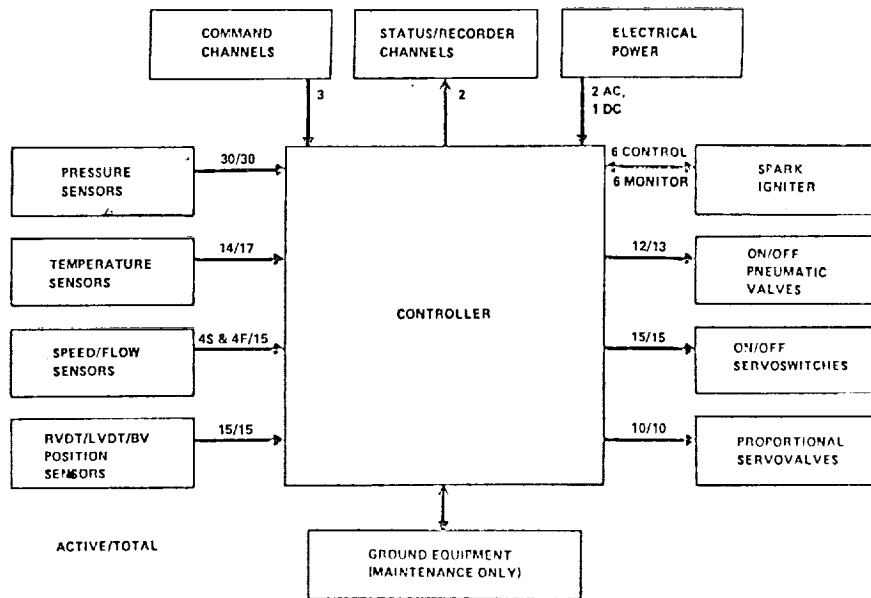 COMMAND
CHANNELS
STATUS/RECORDER
CHANNELS
ELECTRICAL
POWER
3
2
2 AC,
1 DC
PRESSURE
SENSORS
30/30
TEMPERATURE
SENSORS
14/17
SPEED/FLOW
SENSORS
4S & 4F/15
RVDT/LVDT/BV
POSITION
SENSORS
15/15
CONTROLLER
6 CONTROL
6 MONITOR
SPARK
IGNITER
12/13
ON/OFF
PNEUMATIC
VALVES
15/15
ON/OFF
SERVOSWITCHES
10/10
PROPORTIONAL
SERVOVALVES
ACTIVE/TOTAL
GROUND EQUIPMENT
(MAINTENANCE ONLY)